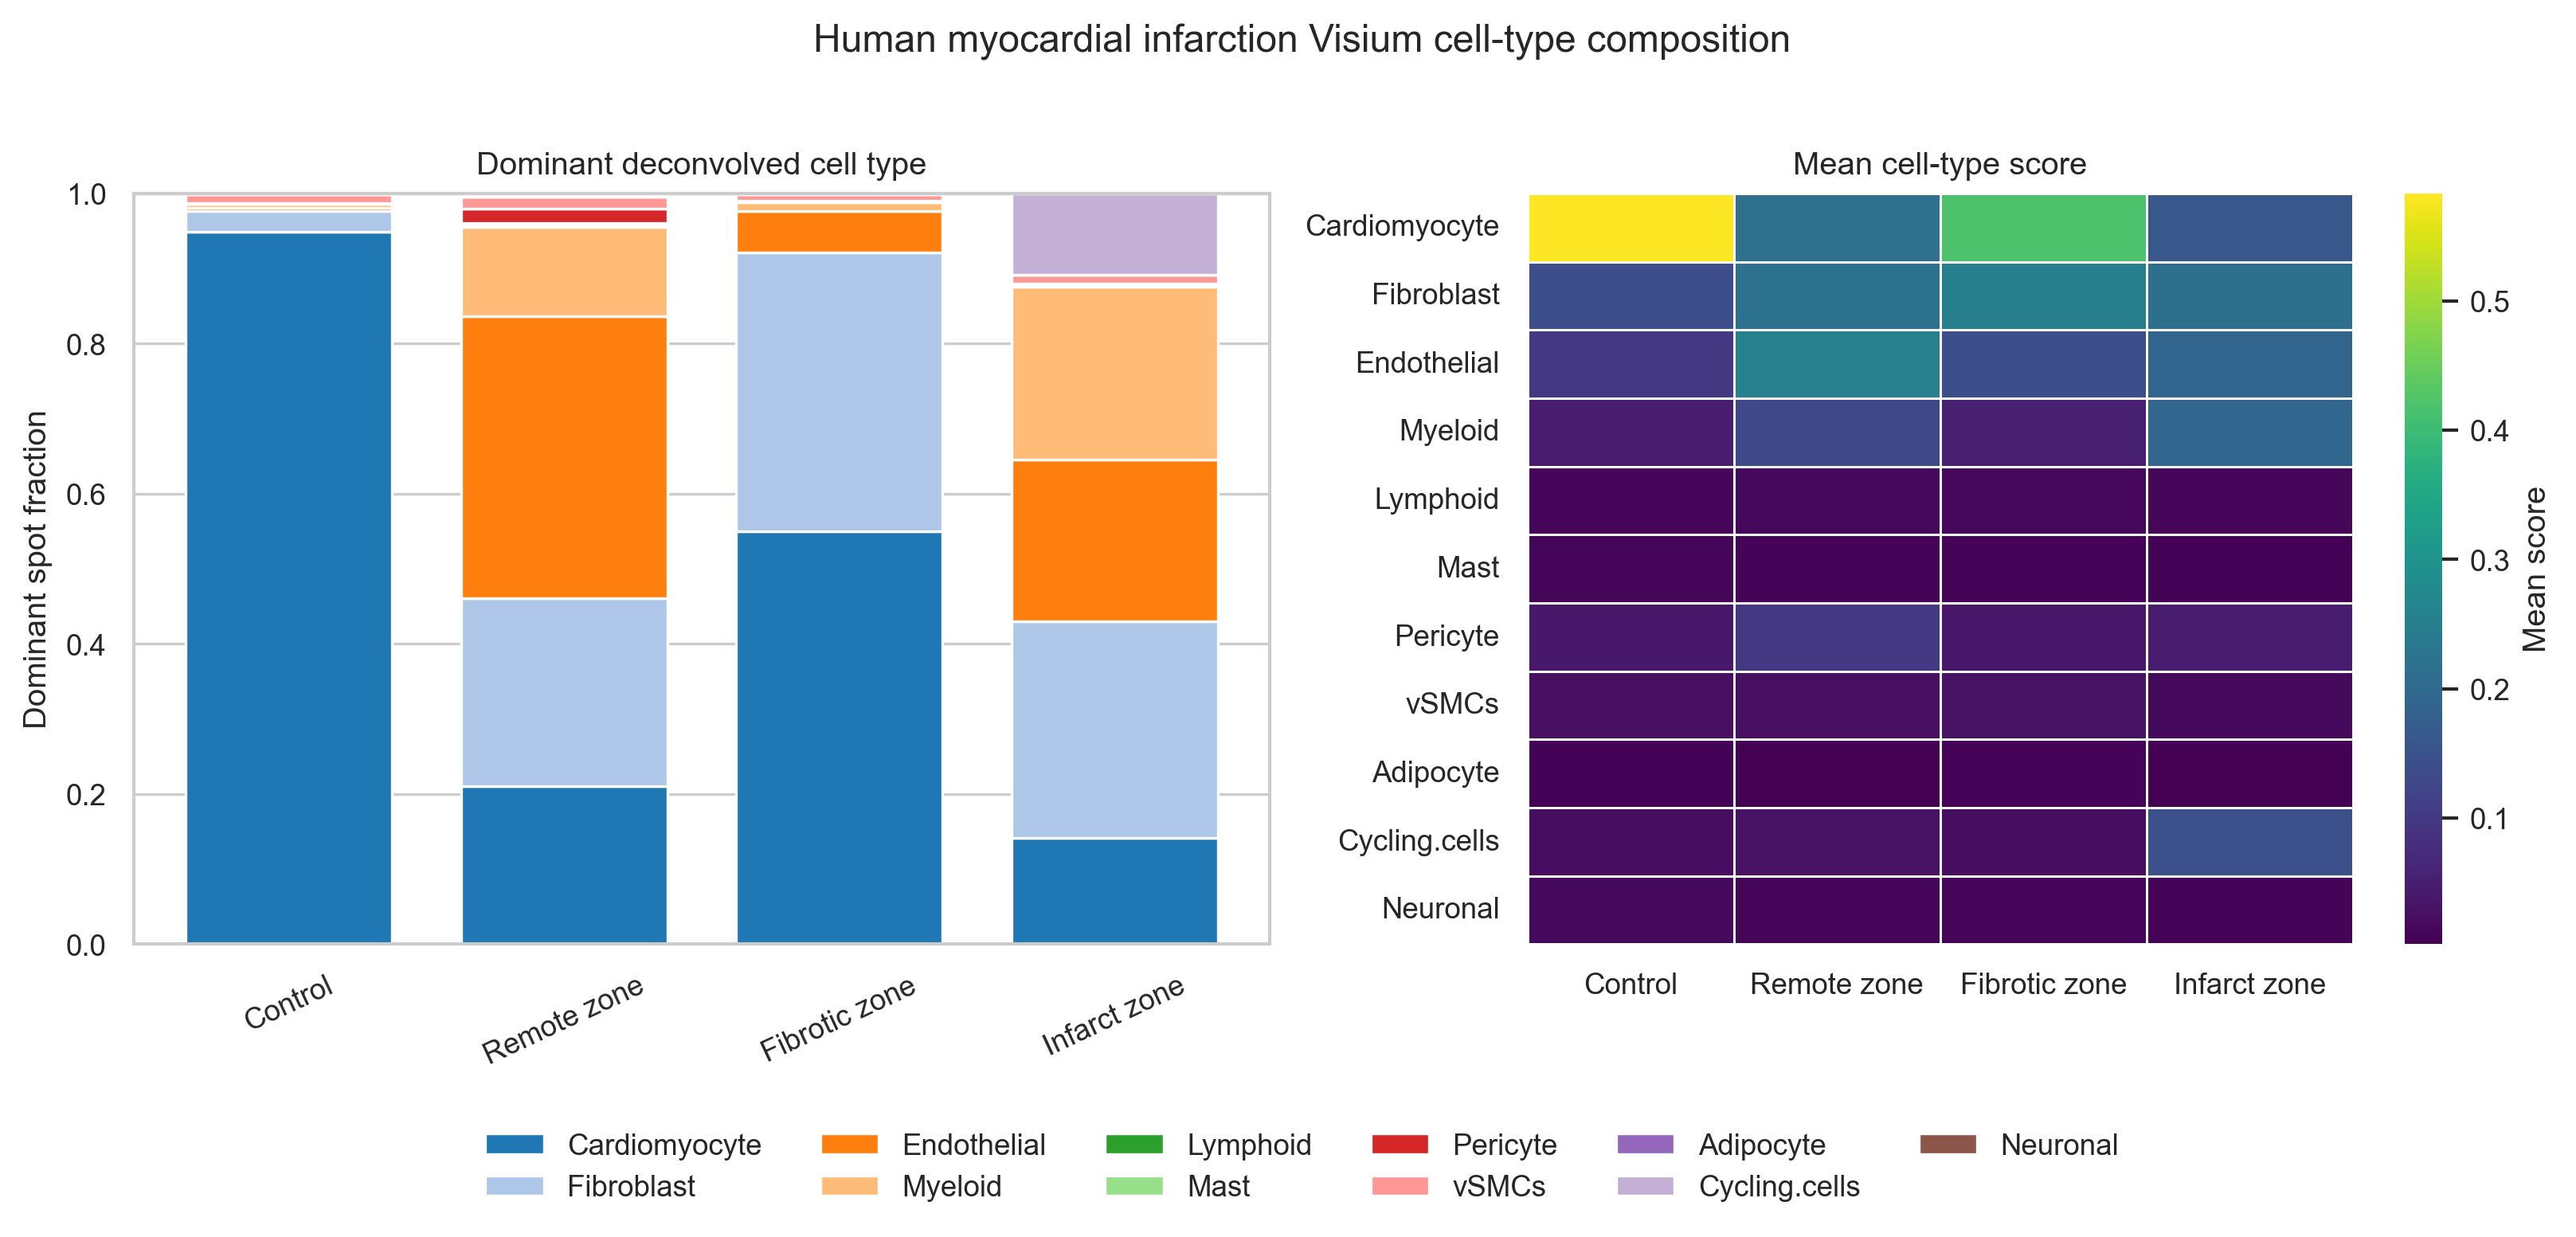 Human myocardial infarction Visium cell-type composition
Dominant deconvolved cell type
Dominant spot fraction
1.0
0.8
0.6
0.4
0.2
0.0
Control
Remote zone
Fibrotic zone
Infarct zone
Mean cell-type score
Cardiomyocyte
Fibroblast
Endothelial
Myeloid
Lymphoid
Mast
Pericyte
vSMCs
Adipocyte
Cycling.cells
Neuronal
Control
Remote zone
Fibrotic zone
Infarct zone
0.5
0.4
0.3
0.2
0.1
Mean score
Cardiomyocyte
Fibroblast
Endothelial
Myeloid
Lymphoid
Mast
Pericyte
vSMCs
Adipocyte
Cycling.cells
Neuronal